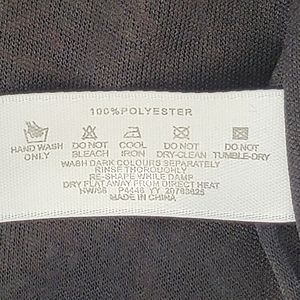 100% POLYESTER
HAND WASH ONLY
DO NOT BLEACH
COOL IRON
DO NOT DRY-CLEAN
DO NOT TUMBLE-DRY
WASH DARK COLOURS SEPARATELY
RINSE THOROUGHLY
RE-SHAPE WHILE DAMP
DRY FLAT AWAY FROM DIRECT HEAT
MADE IN CHINA